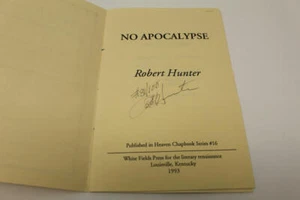 NO APOCALYPSE
Robert Hunter
Published in Heaven Chapbook Series #16
White Fields Press for the literary renaissance
Louisville, Kentucky
1993